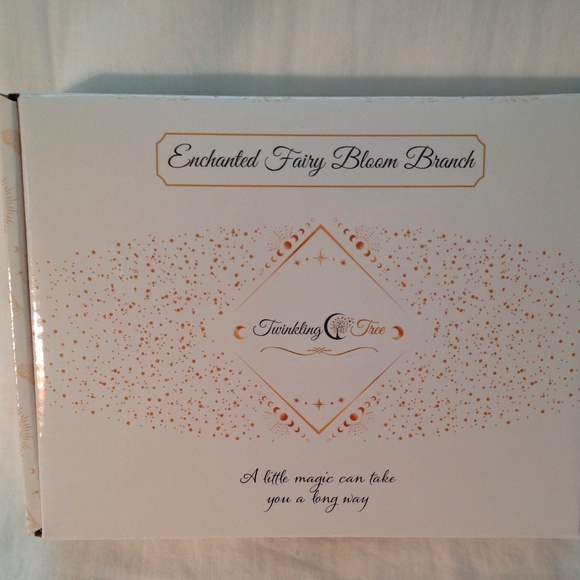 Enchanted Fairy Bloom Branch
Twinkling Tree
A little magic can take
you a long way